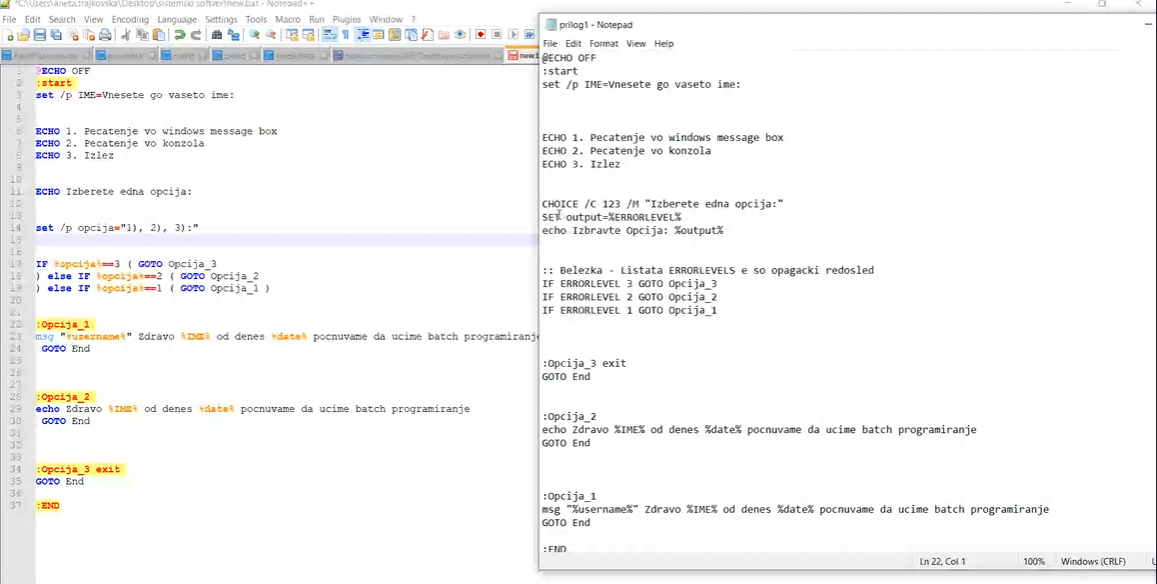 *C:\Users\aneta.trajkovska\Desktop\sistemski softver\new.bat - Notepad++
File Edit Search View Encoding Language Settings Tools Macro Run Plugins Window ?
new.b
1 @ECHO OFF
2 :start
3 set /p IME=Vnesete go vaseto ime:
4
5
6 ECHO 1. Pecatenje vo windows message box
7 ECHO 2. Pecatenje vo konzola
8 ECHO 3. Izlez
9
10
11 ECHO Izberete edna opcija:
12
13
14 set /p opcija="1), 2), 3):"
15
16
17 IF %opcija%==3 ( GOTO Opcija_3
18 ) else IF %opcija%==2 ( GOTO Opcija_2
19 ) else IF %opcija%==1 ( GOTO Opcija_1 )
20
21
22 :Opcija_1
23 msg "%username%" Zdravo %IME% od denes %date% pocnuvame da ucime batch programiranje
24 GOTO End
25
26
27
28 :Opcija_2
29 echo Zdravo %IME% od denes %date% pocnuvame da ucime batch programiranje
30 GOTO End
31
32
33
34 :Opcija_3 exit
35 GOTO End
36
37 :END
prilog1 - Notepad
File Edit Format View Help
@ECHO OFF
:start
set /p IME=Vnesete go vaseto ime:
ECHO 1. Pecatenje vo windows message box
ECHO 2. Pecatenje vo konzola
ECHO 3. Izlez
CHOICE /C 123 /M "Izberete edna opcija:"
SET output=%ERRORLEVEL%
echo Izbravte Opcija: %output%
:: Belezka - Listata ERRORLEVELS e so opagacki redosled
IF ERRORLEVEL 3 GOTO Opcija_3
IF ERRORLEVEL 2 GOTO Opcija_2
IF ERRORLEVEL 1 GOTO Opcija_1
:Opcija_3 exit
GOTO End
:Opcija_2
echo Zdravo %IME% od denes %date% pocnuvame da ucime batch programiranje
GOTO End
:Opcija_1
msg "%username%" Zdravo %IME% od denes %date% pocnuvame da ucime batch programiranje
GOTO End
:END
Ln 22, Col 1 100% Windows (CRLF)